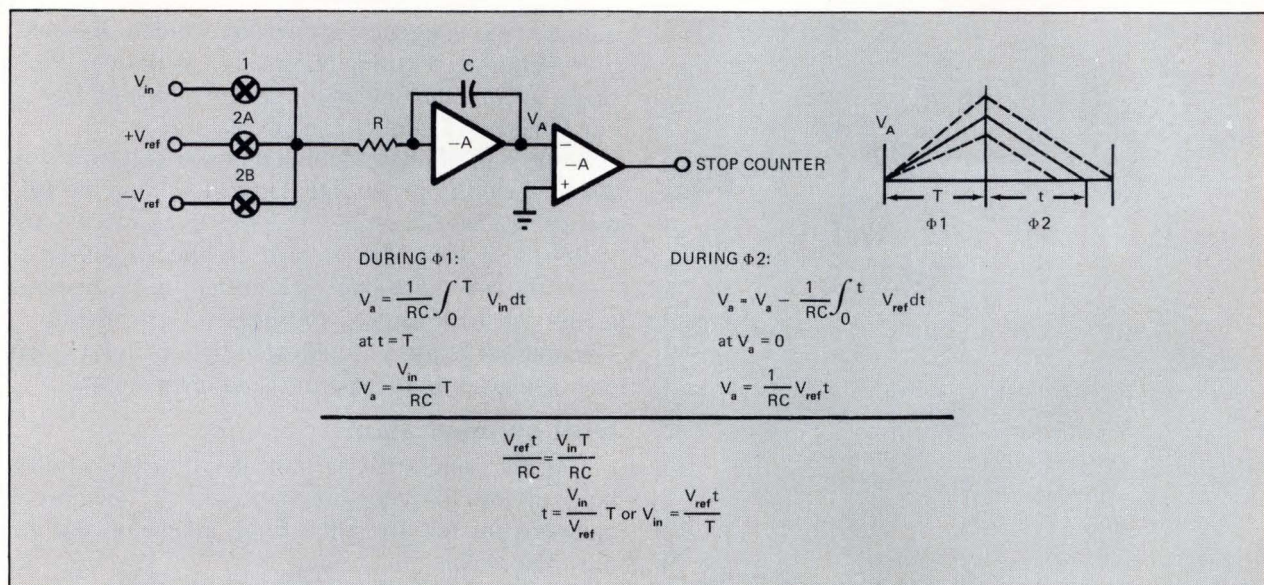 V_in
1
+V_ref
2A
−V_ref
2B
R
C
−A
V_A
−
−A
+
STOP COUNTER
V_A
T
t
Φ1
Φ2
DURING Φ1:
V_a = 1/RC ∫_0^T V_in dt
at t = T
V_a = V_in/RC T
DURING Φ2:
V_a = V_a − 1/RC ∫_0^t V_ref dt
at V_a = 0
V_a = 1/RC V_ref t
V_ref t/RC = V_in T/RC
t = V_in/V_ref T or V_in = V_ref t/T